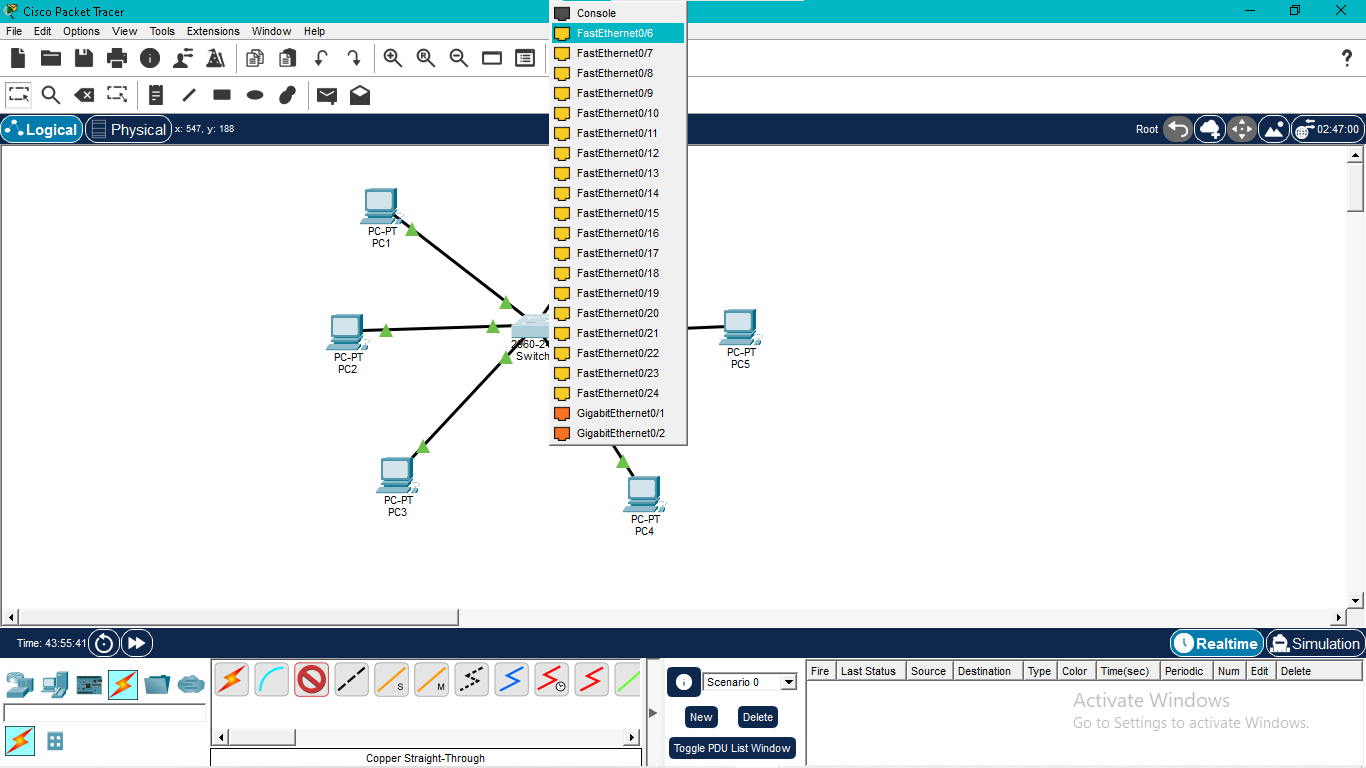 Cisco Packet Tracer
File Edit Options View Tools Extensions Window Help
Console
FastEthernet0/6
FastEthernet0/7
FastEthernet0/8
FastEthernet0/9
FastEthernet0/10
FastEthernet0/11
FastEthernet0/12
FastEthernet0/13
FastEthernet0/14
FastEthernet0/15
FastEthernet0/16
FastEthernet0/17
FastEthernet0/18
FastEthernet0/19
FastEthernet0/20
FastEthernet0/21
FastEthernet0/22
FastEthernet0/23
FastEthernet0/24
GigabitEthernet0/1
GigabitEthernet0/2
Logical Physical x: 547, y: 188
Root 02:47:00
PC-PT
PC1
PC-PT
PC2
PC-PT
PC3
PC-PT
PC4
PC-PT
PC5
2960-24
Switch
Time: 43:55:41
Realtime Simulation
S
M
Copper Straight-Through
Scenario 0
New Delete
Toggle PDU List Window
Fire Last Status Source Destination Type Color Time(sec) Periodic Num Edit Delete
Activate Windows
Go to Settings to activate Windows.